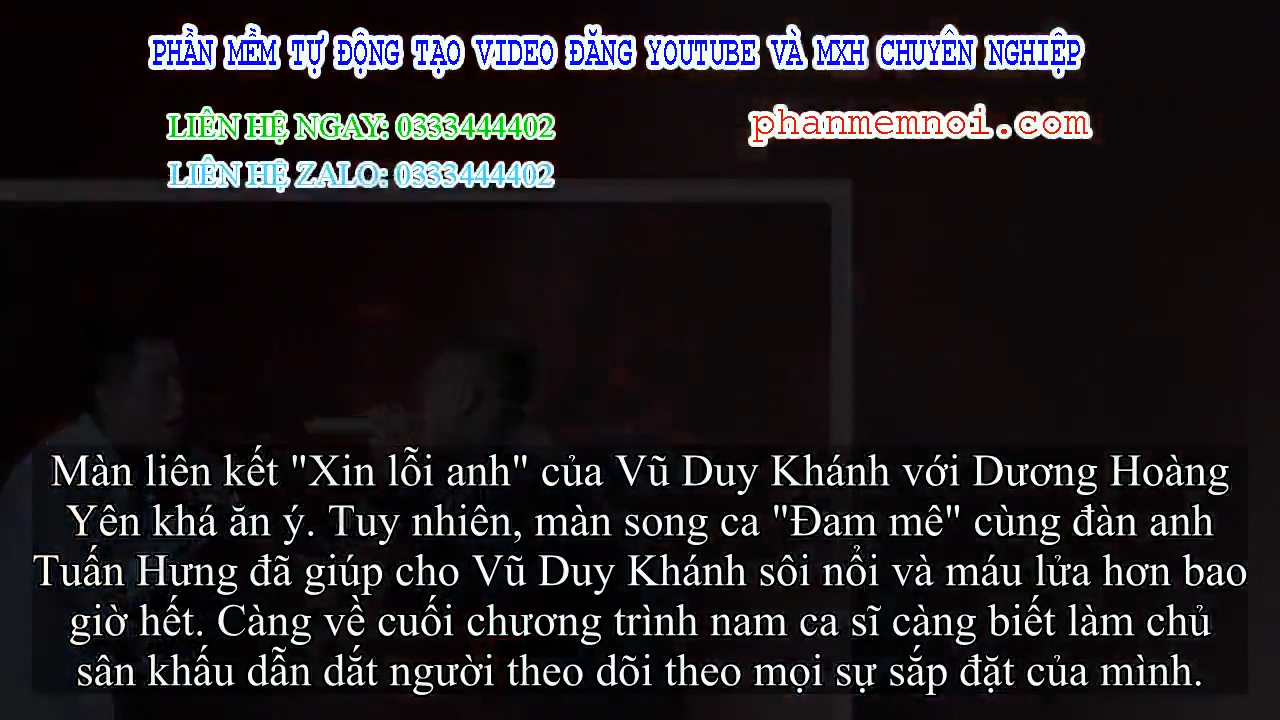 PHẦN MỀM TỰ ĐỘNG TẠO VIDEO ĐĂNG YOUTUBE VÀ MXH CHUYÊN NGHIỆP
LIÊN HỆ NGAY: 0333444402
phanmemnoi.com
LIÊN HỆ ZALO: 0333444402
Màn liên kết "Xin lỗi anh" của Vũ Duy Khánh với Dương Hoàng
Yên khá ăn ý. Tuy nhiên, màn song ca "Đam mê" cùng đàn anh
Tuấn Hưng đã giúp cho Vũ Duy Khánh sôi nổi và máu lửa hơn bao
giờ hết. Càng về cuối chương trình nam ca sĩ càng biết làm chủ
sân khấu dẫn dắt người theo dõi theo mọi sự sắp đặt của mình.